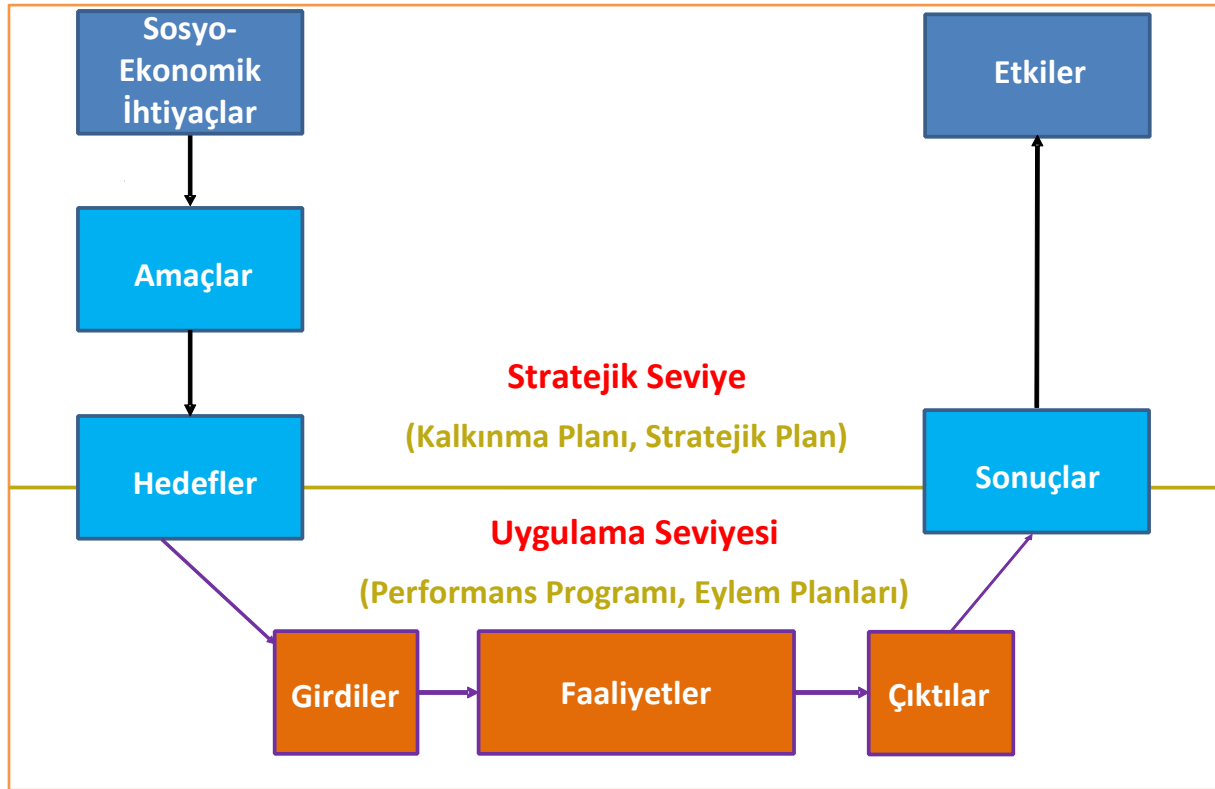 Sosyo-
Ekonomik
İhtiyaçlar
Etkiler
Amaçlar
Stratejik Seviye
(Kalkınma Planı, Stratejik Plan)
Hedefler
Sonuçlar
Uygulama Seviyesi
(Performans Programı, Eylem Planları)
Girdiler
Faaliyetler
Çıktılar